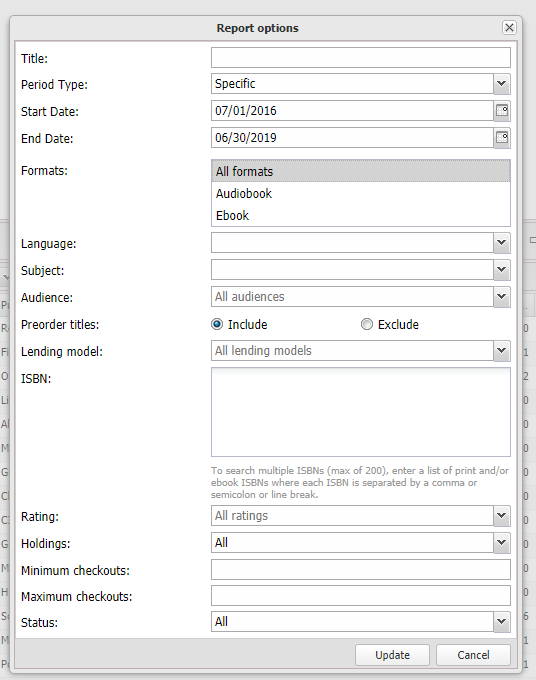 Report options
Title:
Period Type: Specific
Start Date: 07/01/2016
End Date: 06/30/2019
Formats: All formats
Audiobook
Ebook
Language:
Subject:
Audience: All audiences
Preorder titles: Include Exclude
Lending model: All lending models
ISBN:
To search multiple ISBNs (max of 200), enter a list of print and/or
ebook ISBNs where each ISBN is separated by a comma or
semicolon or line break.
Rating: All ratings
Holdings: All
Minimum checkouts:
Maximum checkouts:
Status: All
Update Cancel